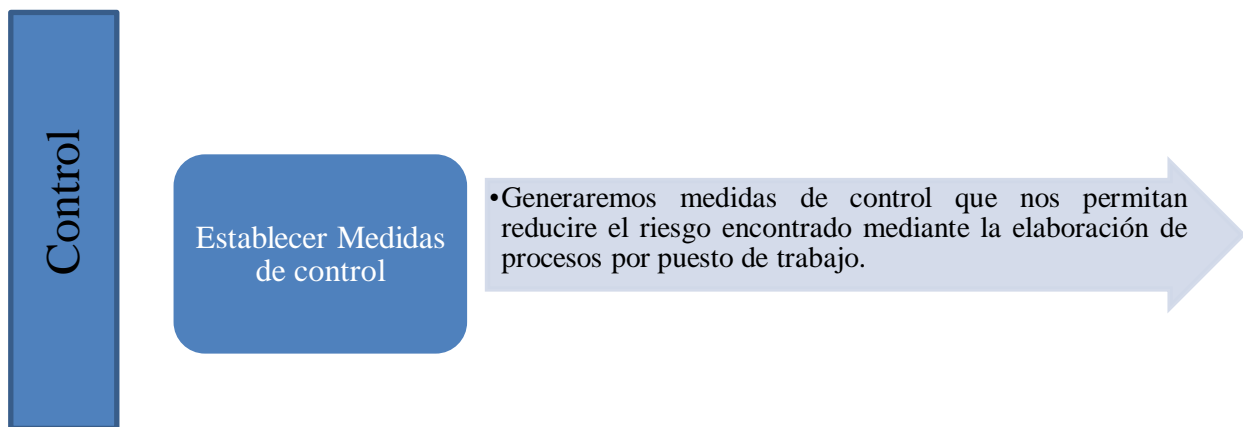 Control
Establecer Medidas
de control
•Generaremos medidas de control que nos permitan
reducire el riesgo encontrado mediante la elaboración de
procesos por puesto de trabajo.